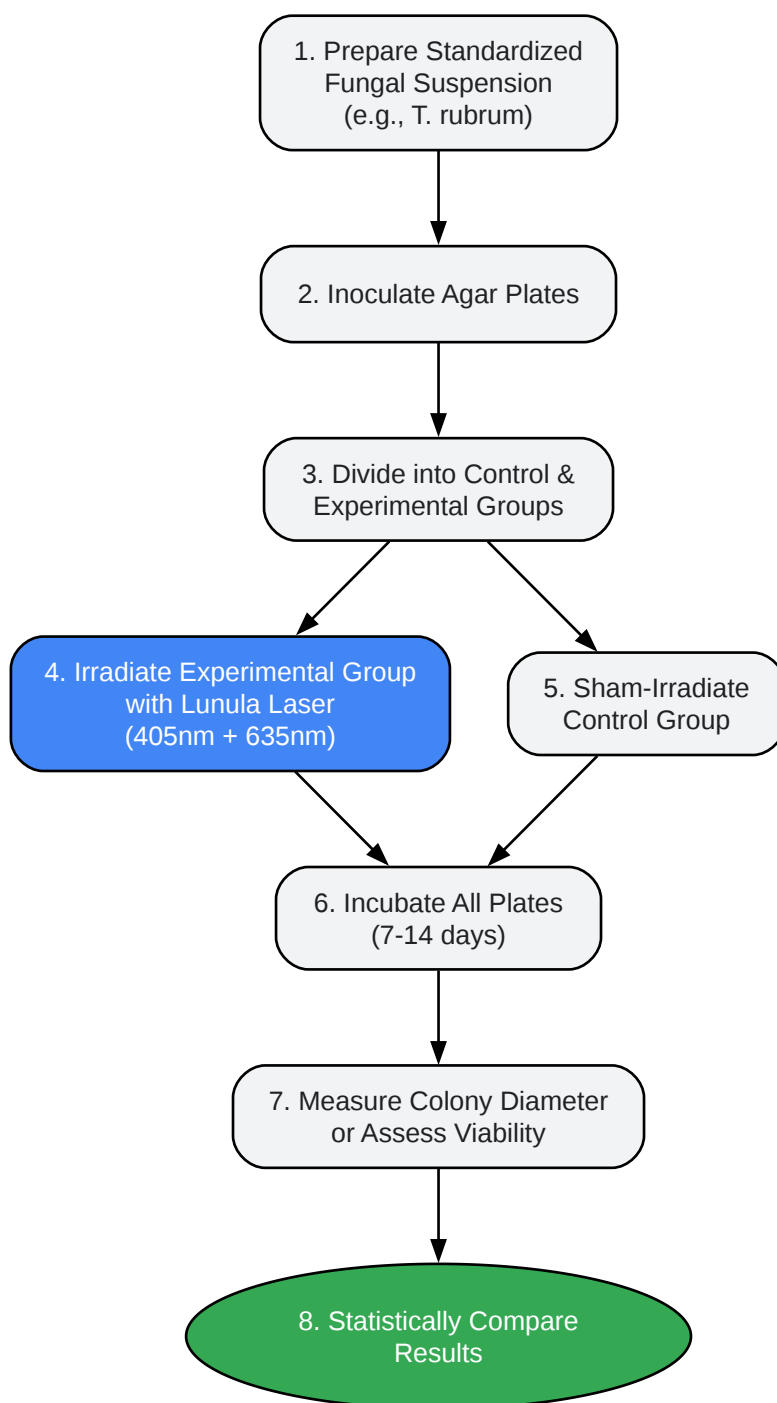 1. Prepare Standardized
Fungal Suspension
(e.g., T. rubrum)
2. Inoculate Agar Plates
3. Divide into Control &
Experimental Groups
4. Irradiate Experimental Group
with Lunula Laser
(405nm + 635nm)
5. Sham-Irradiate
Control Group
6. Incubate All Plates
(7-14 days)
7. Measure Colony Diameter
or Assess Viability
8. Statistically Compare
Results